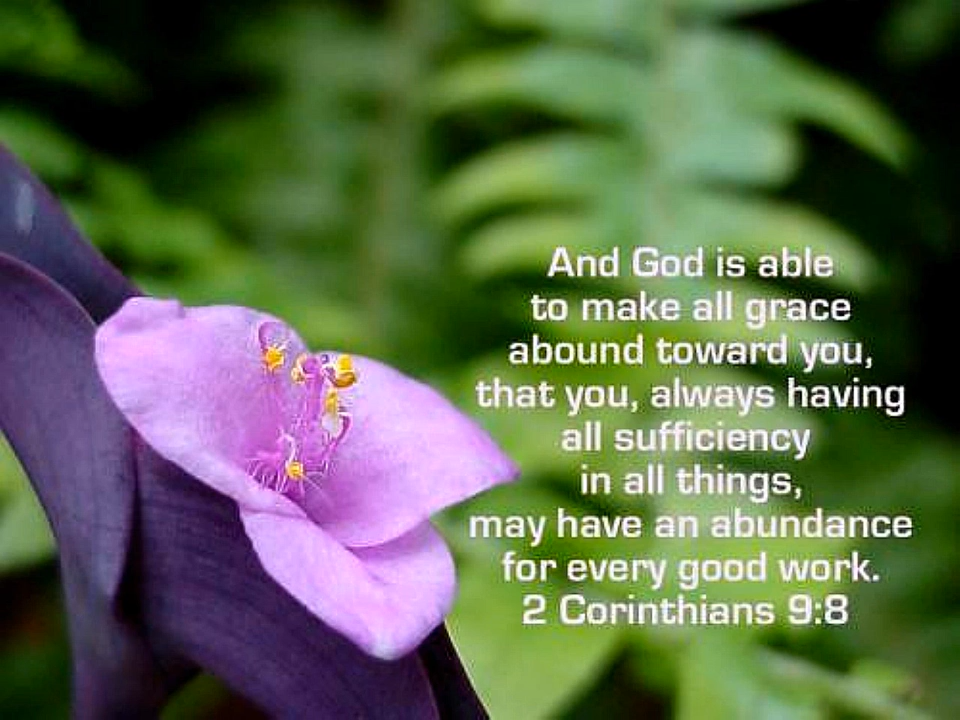 And God is able
to make all grace
abound toward you,
that you, always having
all sufficiency
in all things,
may have an abundance
for every good work.
2 Corinthians 9:8